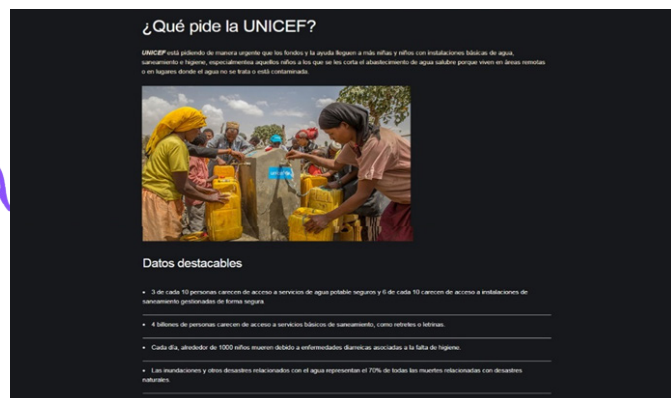 ¿Qué pide la UNICEF?
UNICEF está pidiendo de manera urgente que los fondos y la ayuda lleguen a más niñas y niños con instalaciones básicas de agua,
saneamiento e higiene, especialmentea aquellos niños a los que se les corta el abastecimiento de agua salubre porque viven en áreas remotas
o en lugares donde el agua no se trata o está contaminada.
unicef
Datos destacables
• 3 de cada 10 personas carecen de acceso a servicios de agua potable seguros y 6 de cada 10 carecen de acceso a instalaciones de
saneamiento gestionadas de forma segura
• 4 billones de personas carecen de acceso a servicios básicos de saneamiento, como retretes o letrinas.
• Cada día, alrededor de 1000 niños mueren debido a enfermedades diarreicas asociadas a la falta de higiene.
• Las inundaciones y otros desastres relacionados con el agua representan el 70% de todas las muertes relacionadas con desastres
naturales.